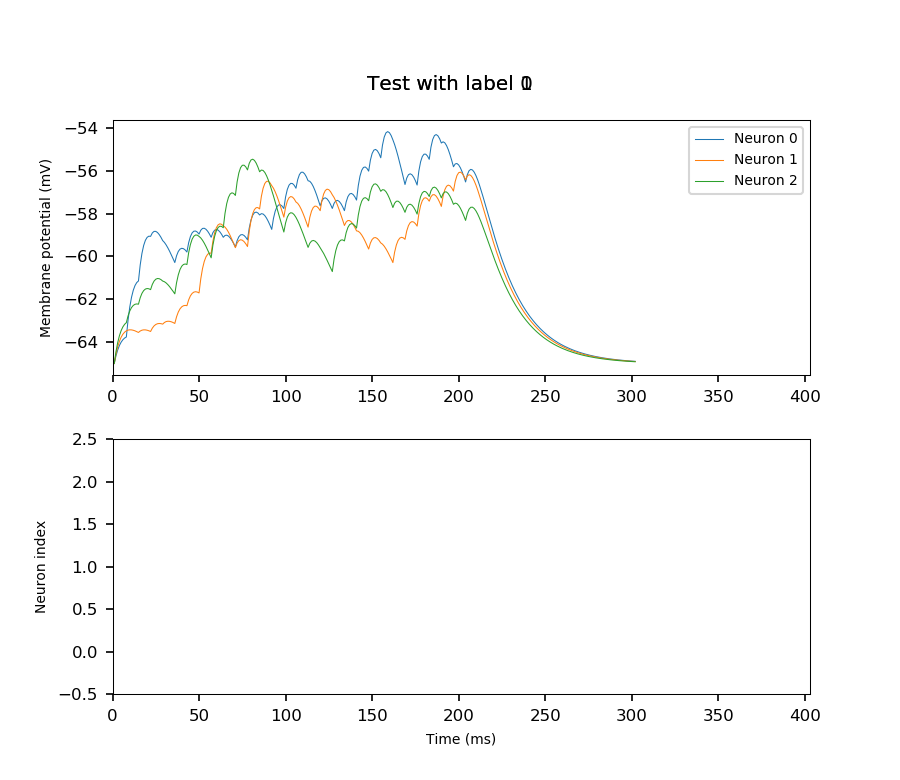 Test with label
Membrane potential (mV)
−54
−56
−58
−60
−62
−64
Neuron 0
Neuron 1
Neuron 2
0 50 100 150 200 250 300 350 400
Neuron index
2.5
2.0
1.5
1.0
0.5
0.0
−0.5
0 50 100 150 200 250 300 350 400
Time (ms)